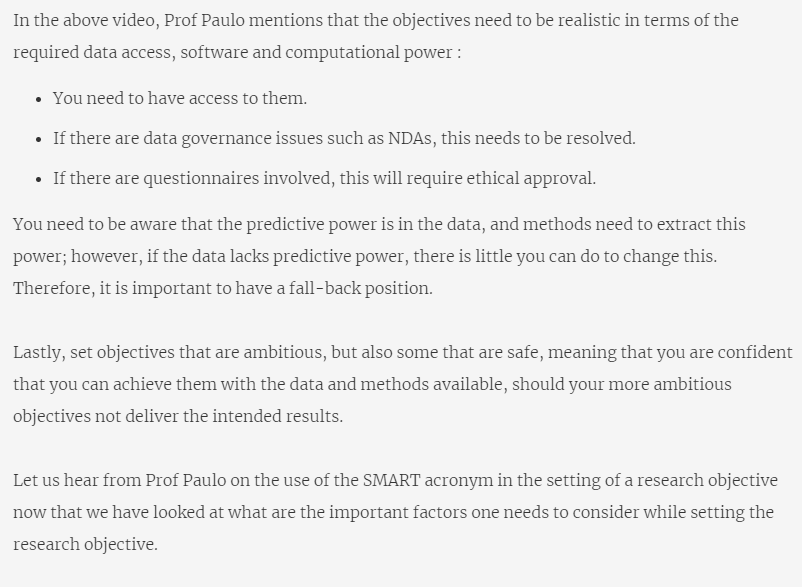 In the above video, Prof Paulo mentions that the objectives need to be realistic in terms of the
required data access, software and computational power :
• You need to have access to them.
• If there are data governance issues such as NDAs, this needs to be resolved.
• If there are questionnaires involved, this will require ethical approval.
You need to be aware that the predictive power is in the data, and methods need to extract this
power; however, if the data lacks predictive power, there is little you can do to change this.
Therefore, it is important to have a fall-back position.
Lastly, set objectives that are ambitious, but also some that are safe, meaning that you are confident
that you can achieve them with the data and methods available, should your more ambitious
objectives not deliver the intended results.
Let us hear from Prof Paulo on the use of the SMART acronym in the setting of a research objective
now that we have looked at what are the important factors one needs to consider while setting the
research objective.